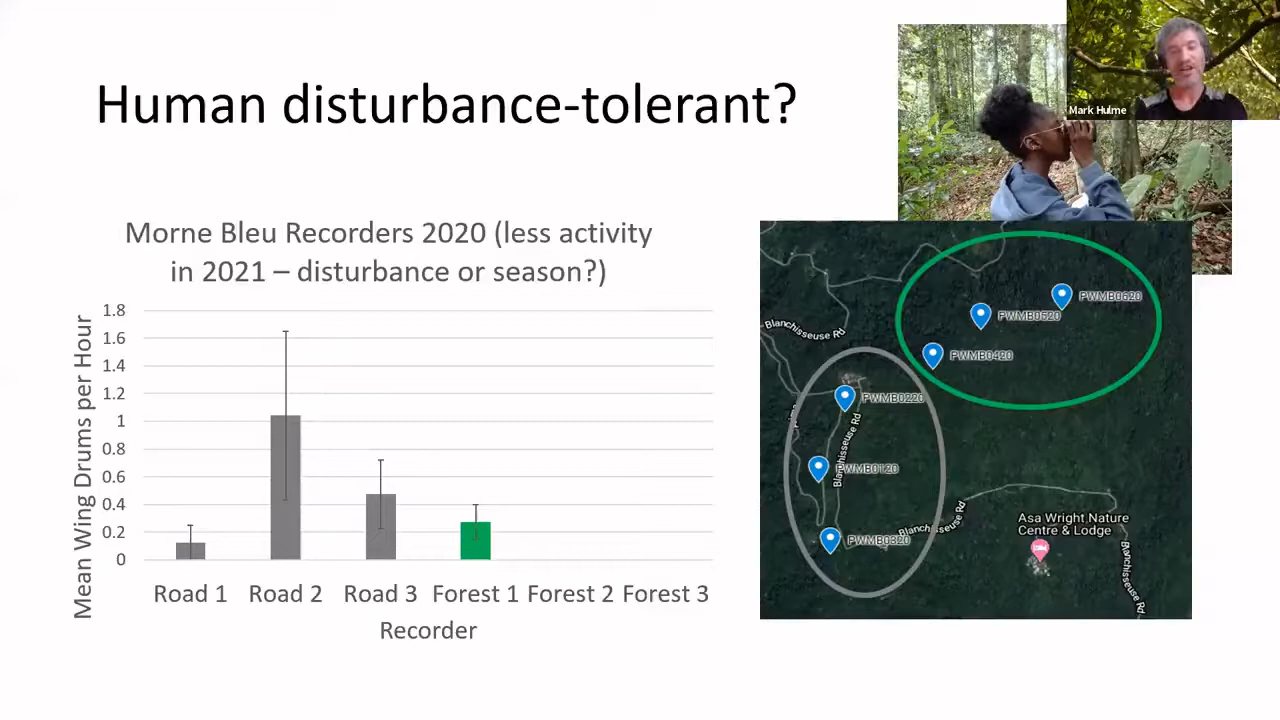 Human disturbance-tolerant?
Mark Hulme
Morne Bleu Recorders 2020 (less activity
in 2021 – disturbance or season?)
Mean Wing Drums per Hour
1.8
1.6
1.4
1.2
1
0.8
0.6
0.4
0.2
0
Road 1
Road 2
Road 3
Forest 1
Forest 2
Forest 3
Recorder
PWMB0620
PWMB0520
Blanchisseuse Rd
PWMB0420
PWMB0220
Blanchisseuse Rd
PWMB0120
PWMB0320
Blanchisseuse Rd
Asa Wright Nature
Centre & Lodge
Blanchisseuse Rd